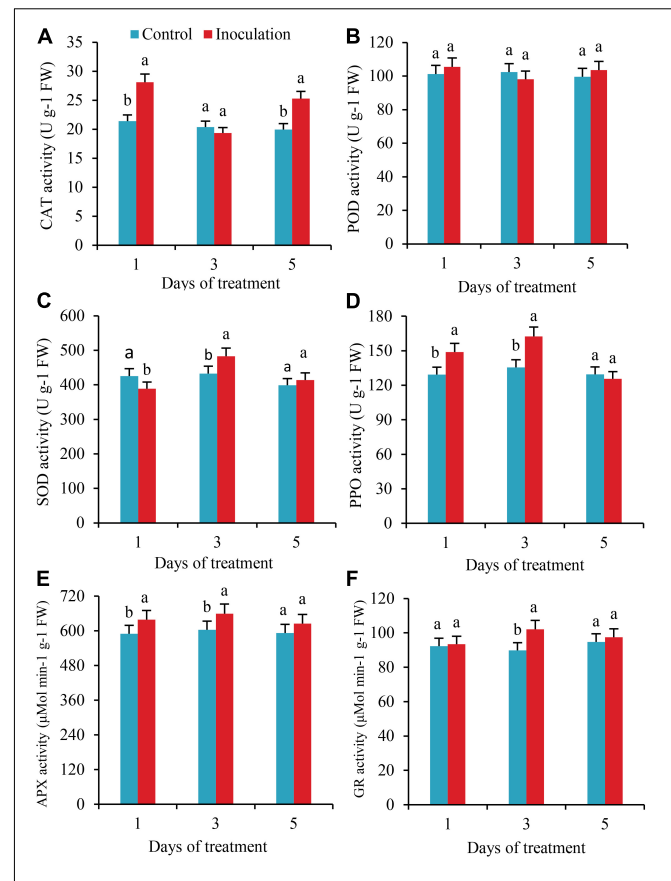 A
Control Inoculation
CAT activity (U g-1 FW)
35
30
25
20
15
10
5
0
b a a a b a
1 3 5
Days of treatment
B
POD activity (U g-1 FW)
120
100
80
60
40
20
0
a a a a a a
1 3 5
Days of treatment
C
SOD activity (U g-1 FW)
600
500
400
300
200
100
0
a b b a a a
1 3 5
Days of treatment
D
PPO activity (U g-1 FW)
180
150
120
90
60
30
0
b a b a a a
1 3 5
Days of treatment
E
APX activity (μMol min-1 g-1 FW)
720
600
480
360
240
120
0
b a b a a a
1 3 5
Days of treatment
F
GR activity (μMol min-1 g-1 FW)
120
100
80
60
40
20
0
a a b a a a
1 3 5
Days of treatment